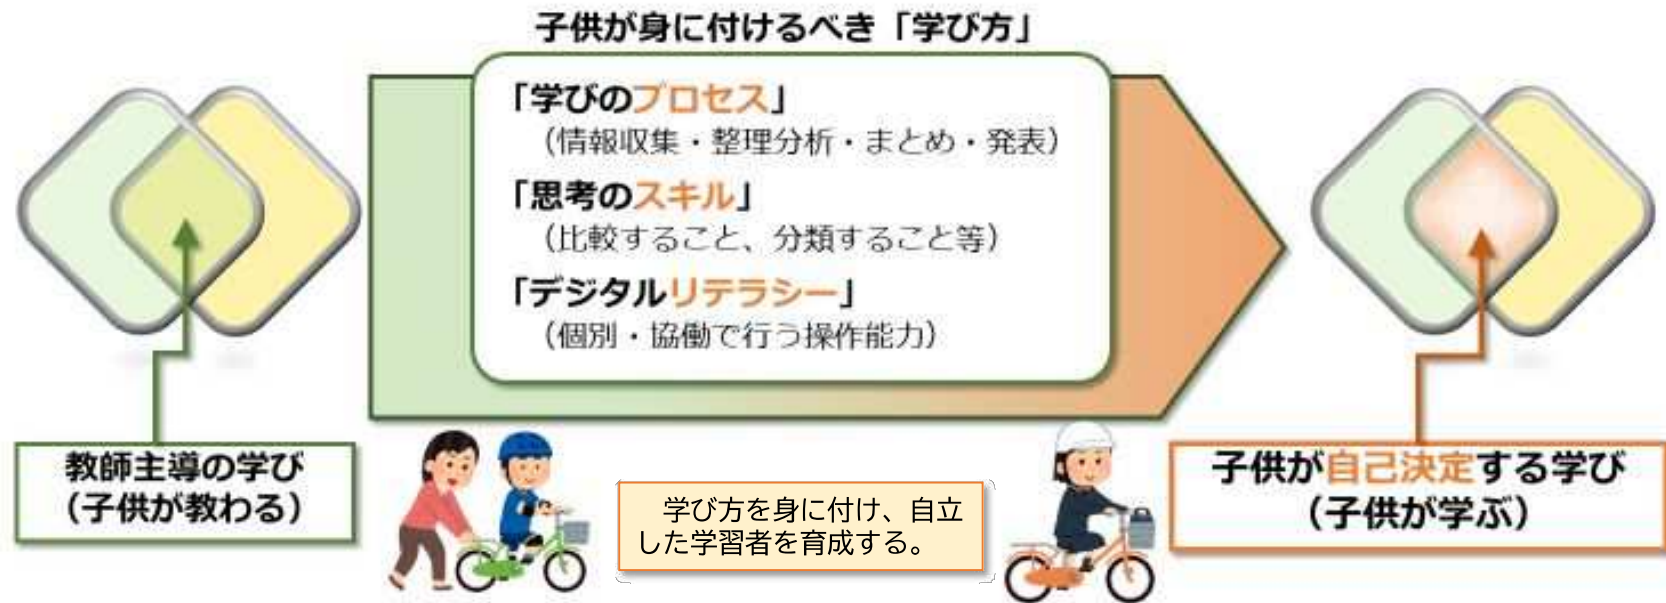 子供が身に付けるべき「学び方」
「学びのプロセス」
（情報収集・整理分析・まとめ・発表）
「思考のスキル」
（比較すること、分類すること等）
「デジタルリテラシー」
（個別・協働で行う操作能力）
教師主導の学び
（子供が教わる）
学び方を身に付け、自立
した学習者を育成する。
子供が自己決定する学び
（子供が学ぶ）